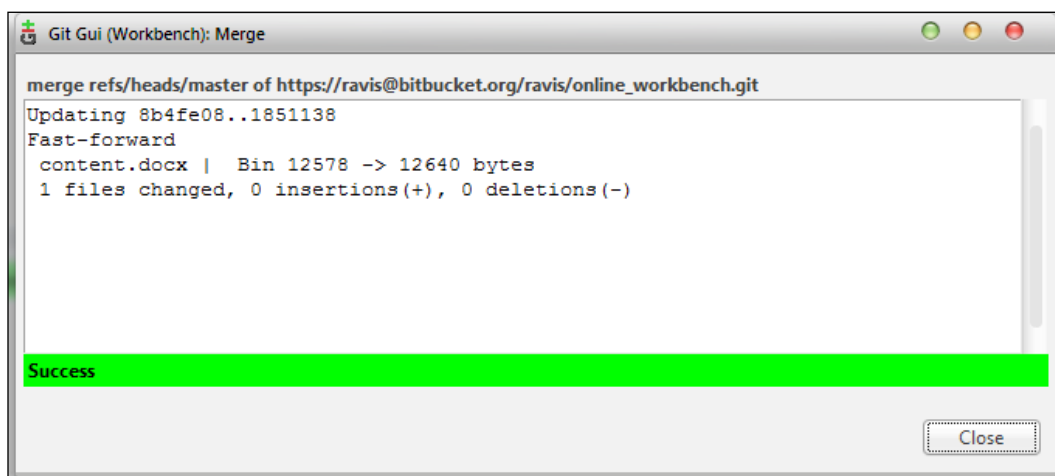 Git Gui (Workbench): Merge
merge refs/heads/master of https://ravis@bitbucket.org/ravis/online_workbench.git
Updating 8b4fe08..1851138
Fast-forward
 content.docx |  Bin 12578 -> 12640 bytes
 1 files changed, 0 insertions(+), 0 deletions(-)
Success
Close